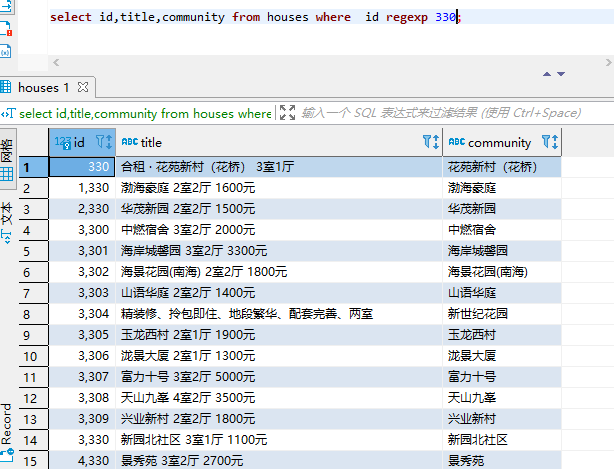 select id,title,community from houses where  id regexp 330;
houses 1
select id,title,community from houses where
输入一个 SQL 表达式来过滤结果 (使用 Ctrl+Space)
网格
文本
Record
123 id ABC title ABC community
1 330 合租·花苑新村（花桥） 3室1厅 花苑新村（花桥）
2 1,330 渤海豪庭 2室2厅 1600元 渤海豪庭
3 2,330 华茂新园 2室2厅 1500元 华茂新园
4 3,300 中燃宿舍 3室2厅 2000元 中燃宿舍
5 3,301 海岸城馨园 3室2厅 3300元 海岸城馨园
6 3,302 海景花园(南海) 2室2厅 1800元 海景花园(南海)
7 3,303 山语华庭 2室2厅 1400元 山语华庭
8 3,304 精装修、拎包即住、地段繁华、配套完善、两室 新世纪花园
9 3,305 玉龙西村 2室1厅 1900元 玉龙西村
10 3,306 泷景大厦 2室1厅 1300元 泷景大厦
11 3,307 富力十号 3室2厅 5000元 富力十号
12 3,308 天山九峯 4室2厅 3500元 天山九峯
13 3,309 兴业新村 2室2厅 1800元 兴业新村
14 3,330 新园北社区 3室1厅 1100元 新园北社区
15 4,330 景秀苑 3室2厅 2700元 景秀苑